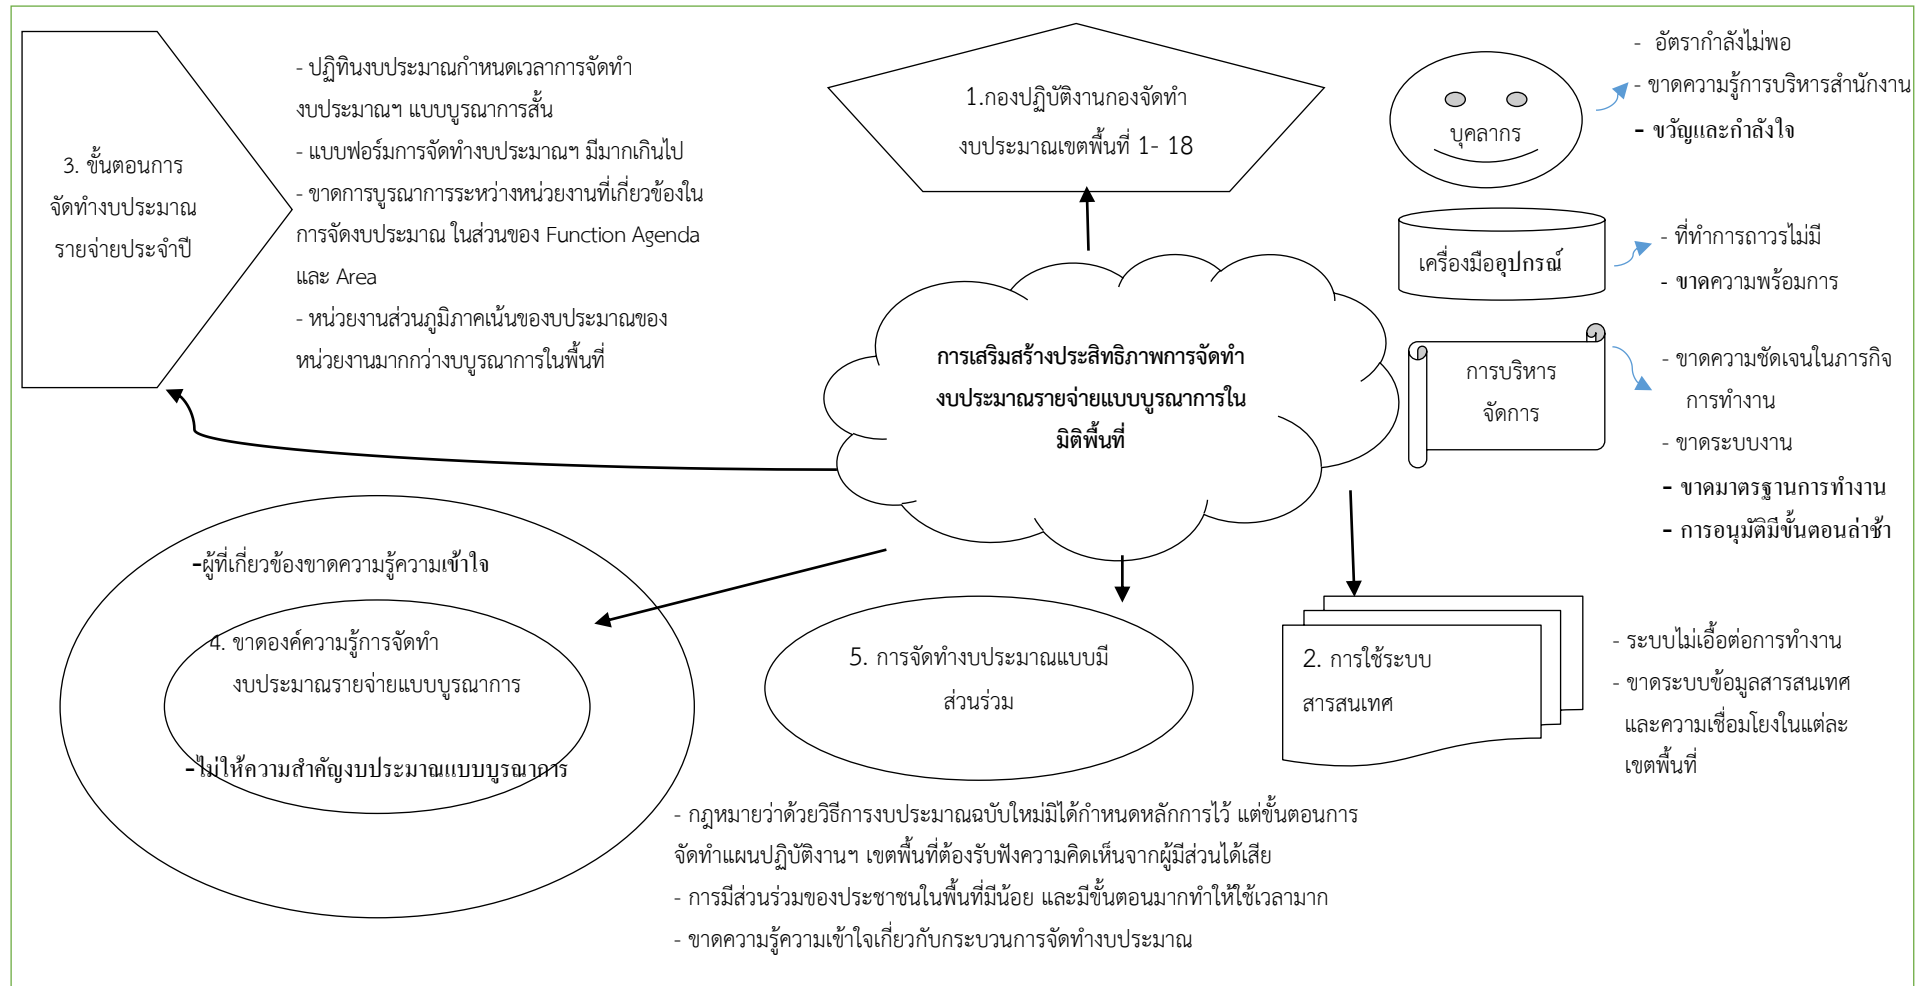 1.กองปฏิบัติงานกองจัดทำ
งบประมาณเขตพื้นที่ 1- 18
บุคลากร
- อัตรากำลังไม่พอ
- ขาดความรู้การบริหารสำนักงาน
- ขวัญและกำลังใจ
เครื่องมืออุปกรณ์
- ที่ทำการถาวรไม่มี
- ขาดความพร้อมการ
การบริหาร
จัดการ
- ขาดความชัดเจนในภารกิจ
การทำงาน
- ขาดระบบงาน
- ขาดมาตรฐานการทำงาน
- การอนุมัติมีขั้นตอนล่าช้า
3. ขั้นตอนการ
จัดทำงบประมาณ
รายจ่ายประจำปี
- ปฏิทินงบประมาณกำหนดเวลาการจัดทำ
งบประมาณฯ แบบบูรณาการสั้น
- แบบฟอร์มการจัดทำงบประมาณฯ มีมากเกินไป
- ขาดการบูรณาการระหว่างหน่วยงานที่เกี่ยวข้องใน
การจัดงบประมาณ ในส่วนของ Function Agenda
และ Area
- หน่วยงานส่วนภูมิภาคเน้นของบประมาณของ
หน่วยงานมากกว่างบบูรณาการในพื้นที่
การเสริมสร้างประสิทธิภาพการจัดทำ
งบประมาณรายจ่ายแบบบูรณาการใน
มิติพื้นที่
-ผู้ที่เกี่ยวข้องขาดความรู้ความเข้าใจ
4. ขาดองค์ความรู้การจัดทำ
งบประมาณรายจ่ายแบบบูรณาการ
-ไม่ให้ความสำคัญงบประมาณแบบบูรณาการ
5. การจัดทำงบประมาณแบบมี
ส่วนร่วม
2. การใช้ระบบ
สารสนเทศ
- ระบบไม่เอื้อต่อการทำงาน
- ขาดระบบข้อมูลสารสนเทศ
และความเชื่อมโยงในแต่ละ
เขตพื้นที่
- กฎหมายว่าด้วยวิธีการงบประมาณฉบับใหม่มิได้กำหนดหลักการไว้ แต่ขั้นตอนการ
จัดทำแผนปฏิบัติงานฯ เขตพื้นที่ต้องรับฟังความคิดเห็นจากผู้มีส่วนได้เสีย
- การมีส่วนร่วมของประชาชนในพื้นที่มีน้อย และมีขั้นตอนมากทำให้ใช้เวลามาก
- ขาดความรู้ความเข้าใจเกี่ยวกับกระบวนการจัดทำงบประมาณ